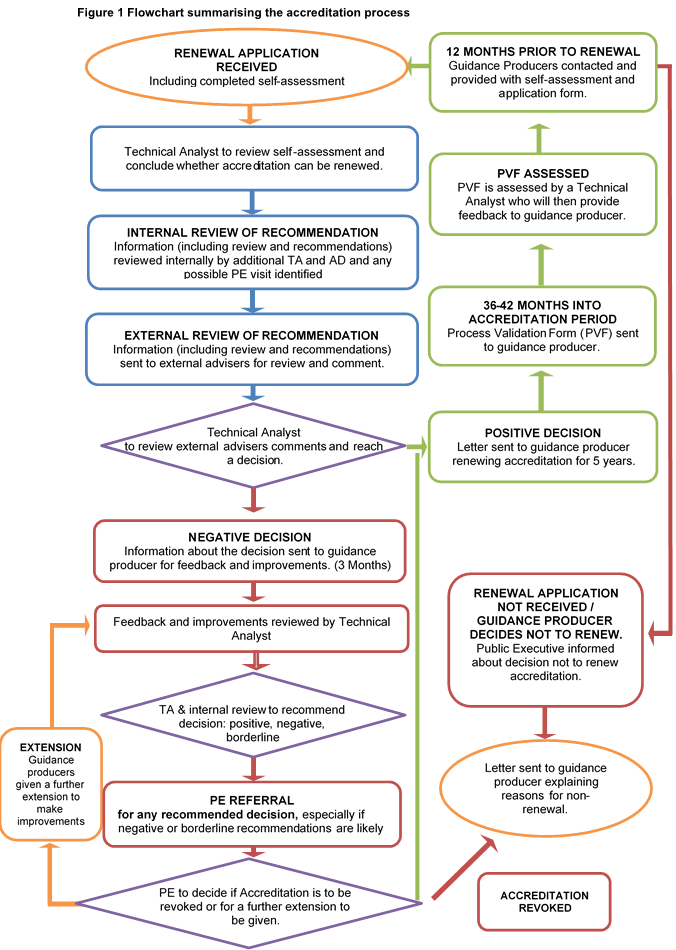 Figure 1 Flowchart summarising the accreditation process
RENEWAL APPLICATION
RECEIVED
Including completed self-assessment
12 MONTHS PRIOR TO RENEWAL
Guidance Producers contacted and
provided with self-assessment and
application form.
Technical Analyst to review self-assessment and
conclude whether accreditation can be renewed.
PVF ASSESSED
PVF is assessed by a Technical
Analyst who will then provide
feedback to guidance producer.
INTERNAL REVIEW OF RECOMMENDATION
Information (including review and recommendations)
reviewed internally by additional TA and AD and any
possible PE visit identified
36-42 MONTHS INTO
ACCREDITATION PERIOD
Process Validation Form (PVF) sent
to guidance producer.
EXTERNAL REVIEW OF RECOMMENDATION
Information (including review and recommendations)
sent to external advisers for review and comment.
Technical Analyst
to review external advisers comments and reach
a decision.
POSITIVE DECISION
Letter sent to guidance producer
renewing accreditation for 5 years.
NEGATIVE DECISION
Information about the decision sent to guidance
producer for feedback and improvements. (3 Months)
Feedback and improvements reviewed by Technical
Analyst
RENEWAL APPLICATION
NOT RECEIVED /
GUIDANCE PRODUCER
DECIDES NOT TO RENEW.
Public Executive informed
about decision not to renew
accreditation.
TA & internal review to recommend
decision: positive, negative,
borderline
EXTENSION
Guidance
producers
given a further
extension to
make
improvements
PE REFERRAL
for any recommended decision, especially if
negative or borderline recommendations are likely
Letter sent to guidance
producer explaining
reasons for non-
renewal.
PE to decide if Accreditation is to be
revoked or for a further extension to
be given.
ACCREDITATION
REVOKED